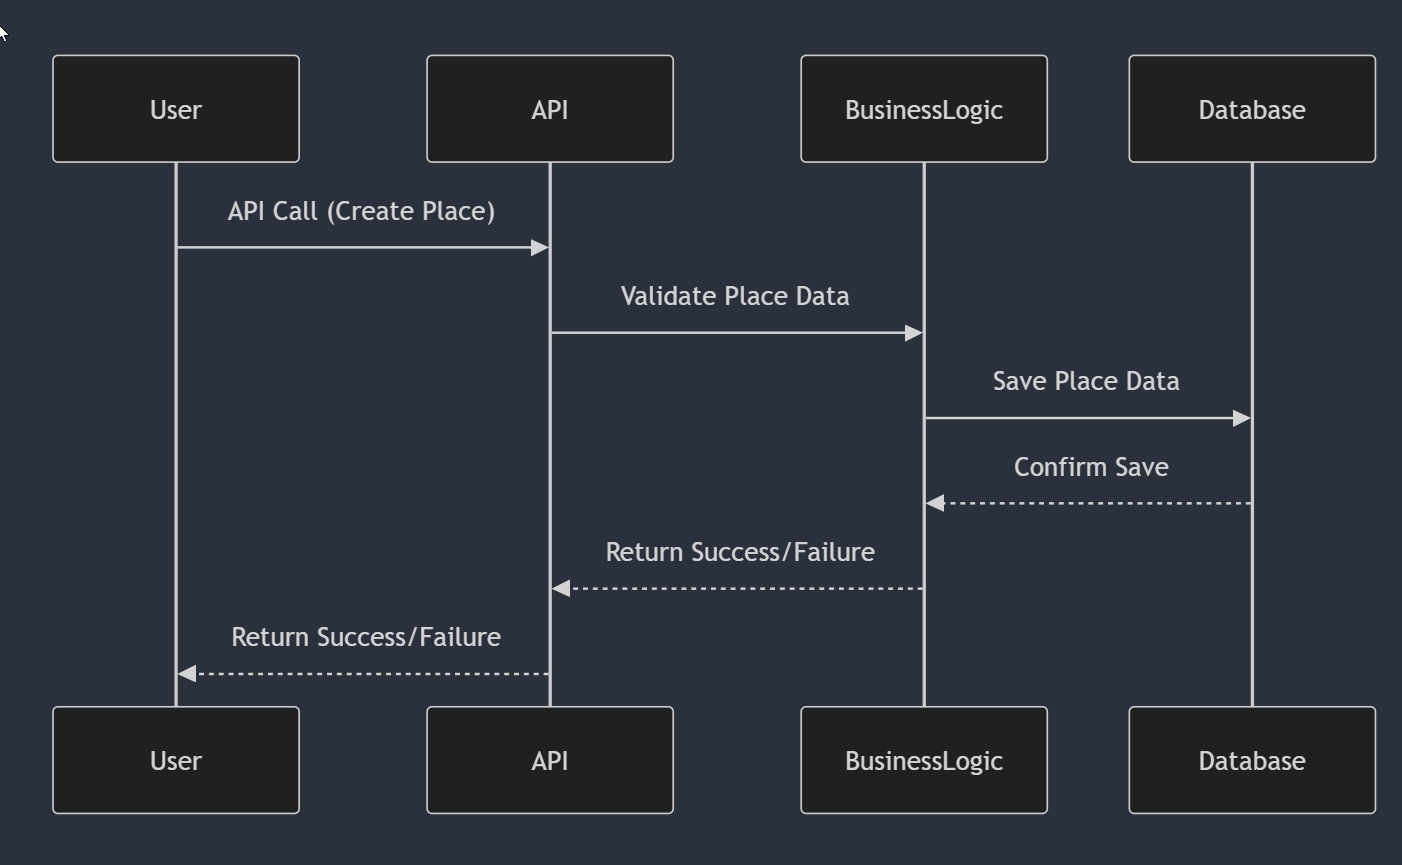 User
API
BusinessLogic
Database
API Call (Create Place)
Validate Place Data
Save Place Data
Confirm Save
Return Success/Failure
Return Success/Failure
User
API
BusinessLogic
Database